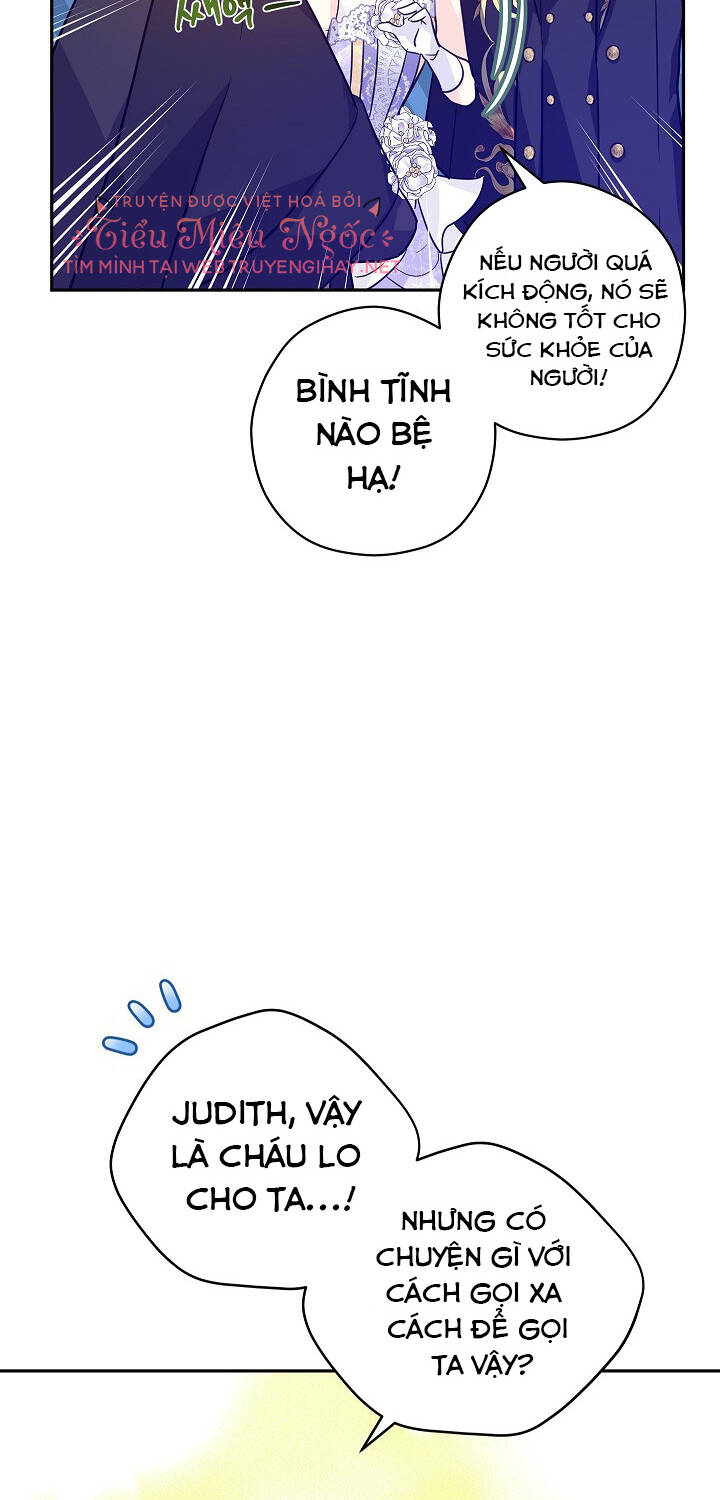 TRUYỆN ĐƯỢC VIỆT HOÁ BỞI
Tiểu Miêu Ngốc
TÌM MÌNH TẠI WEB TRUYENGIHAY.NET
NẾU NGƯỜI QUÁ
KÍCH ĐỘNG, NÓ SẼ
KHÔNG TỐT CHO
SỨC KHỎE CỦA
NGƯỜI!
BÌNH TĨNH
NÀO BỆ
HẠ!
JUDITH, VẬY
LÀ CHÁU LO
CHO TA...!
NHƯNG CÓ
CHUYỆN GÌ VỚI
CÁCH GỌI XA
CÁCH ĐỂ GỌI
TA VẬY?